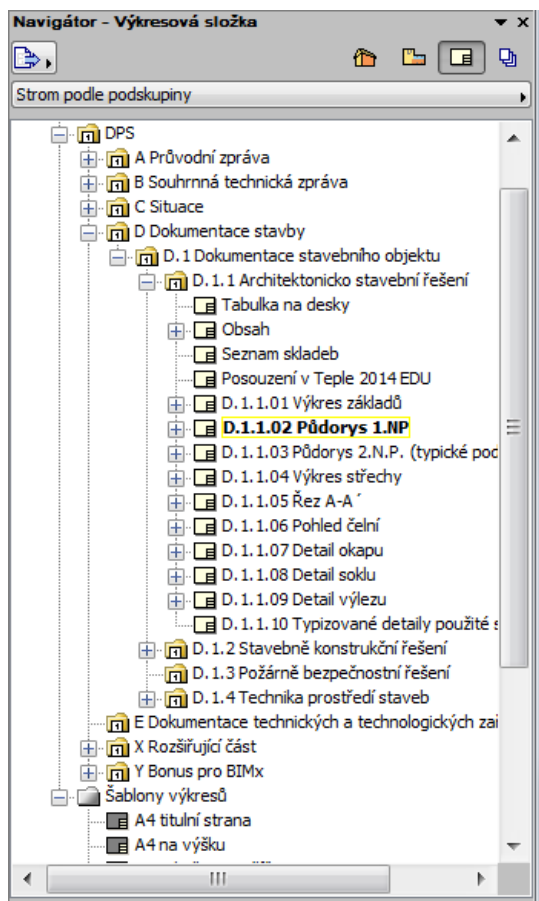 Navigátor - Výkresová složka
Strom podle podskupiny
DPS
A Průvodní zpráva
B Souhrnná technická zpráva
C Situace
D Dokumentace stavby
D.1 Dokumentace stavebního objektu
D.1.1 Architektonicko stavební řešení
Tabulka na desky
Obsah
Seznam skladeb
Posouzení v Teple 2014 EDU
D.1.1.01 Výkres základů
D.1.1.02 Půdorys 1.NP
D.1.1.03 Půdorys 2.N.P. (typické pod
D.1.1.04 Výkres střechy
D.1.1.05 Řez A-A´
D.1.1.06 Pohled čelní
D.1.1.07 Detail okapu
D.1.1.08 Detail soklu
D.1.1.09 Detail výlezu
D.1.1.10 Typizované detaily použité s
D.1.2 Stavebně konstrukční řešení
D.1.3 Požárně bezpečnostní řešení
D.1.4 Technika prostředí staveb
E Dokumentace technických a technologických zař
X Rozšiřující část
Y Bonus pro BIMx
Šablony výkresů
A4 titulní strana
A4 na výšku